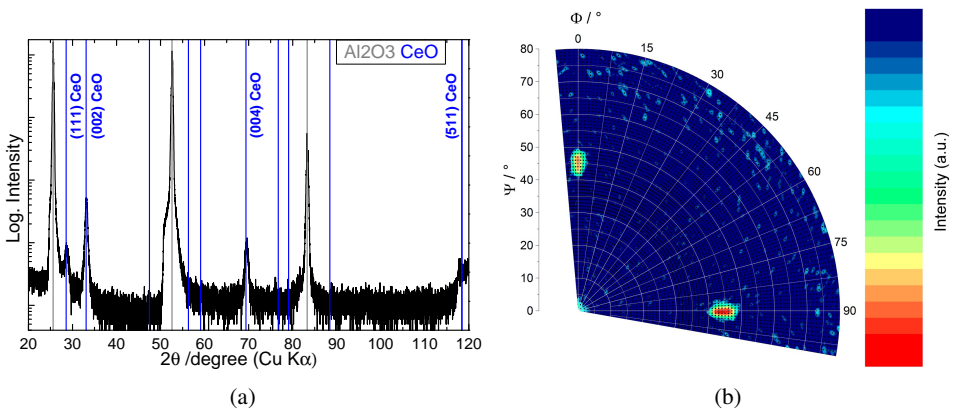 Al2O3 CeO
(111) CeO
(002) CeO
(004) CeO
(511) CeO
Log. Intensity
20 30 40 50 60 70 80 90 100 110 120
2θ /degree (Cu Kα)
(a)
Φ / °
0
15
30
45
60
75
90
Ψ / °
80
70
60
50
40
30
20
10
0
Intensity (a.u.)
(b)